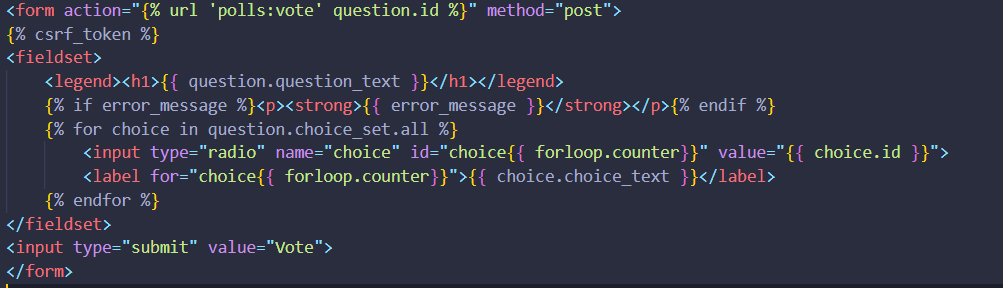 <form action="{% url 'polls:vote' question.id %}" method="post">
{% csrf_token %}
<fieldset>
    <legend><h1>{{ question.question_text }}</h1></legend>
    {% if error_message %}<p><strong>{{ error_message }}</strong></p>{% endif %}
    {% for choice in question.choice_set.all %}
        <input type="radio" name="choice" id="choice{{ forloop.counter}}" value="{{ choice.id }}">
        <label for="choice{{ forloop.counter}}">{{ choice.choice_text }}</label>
    {% endfor %}
</fieldset>
<input type="submit" value="Vote">
</form>